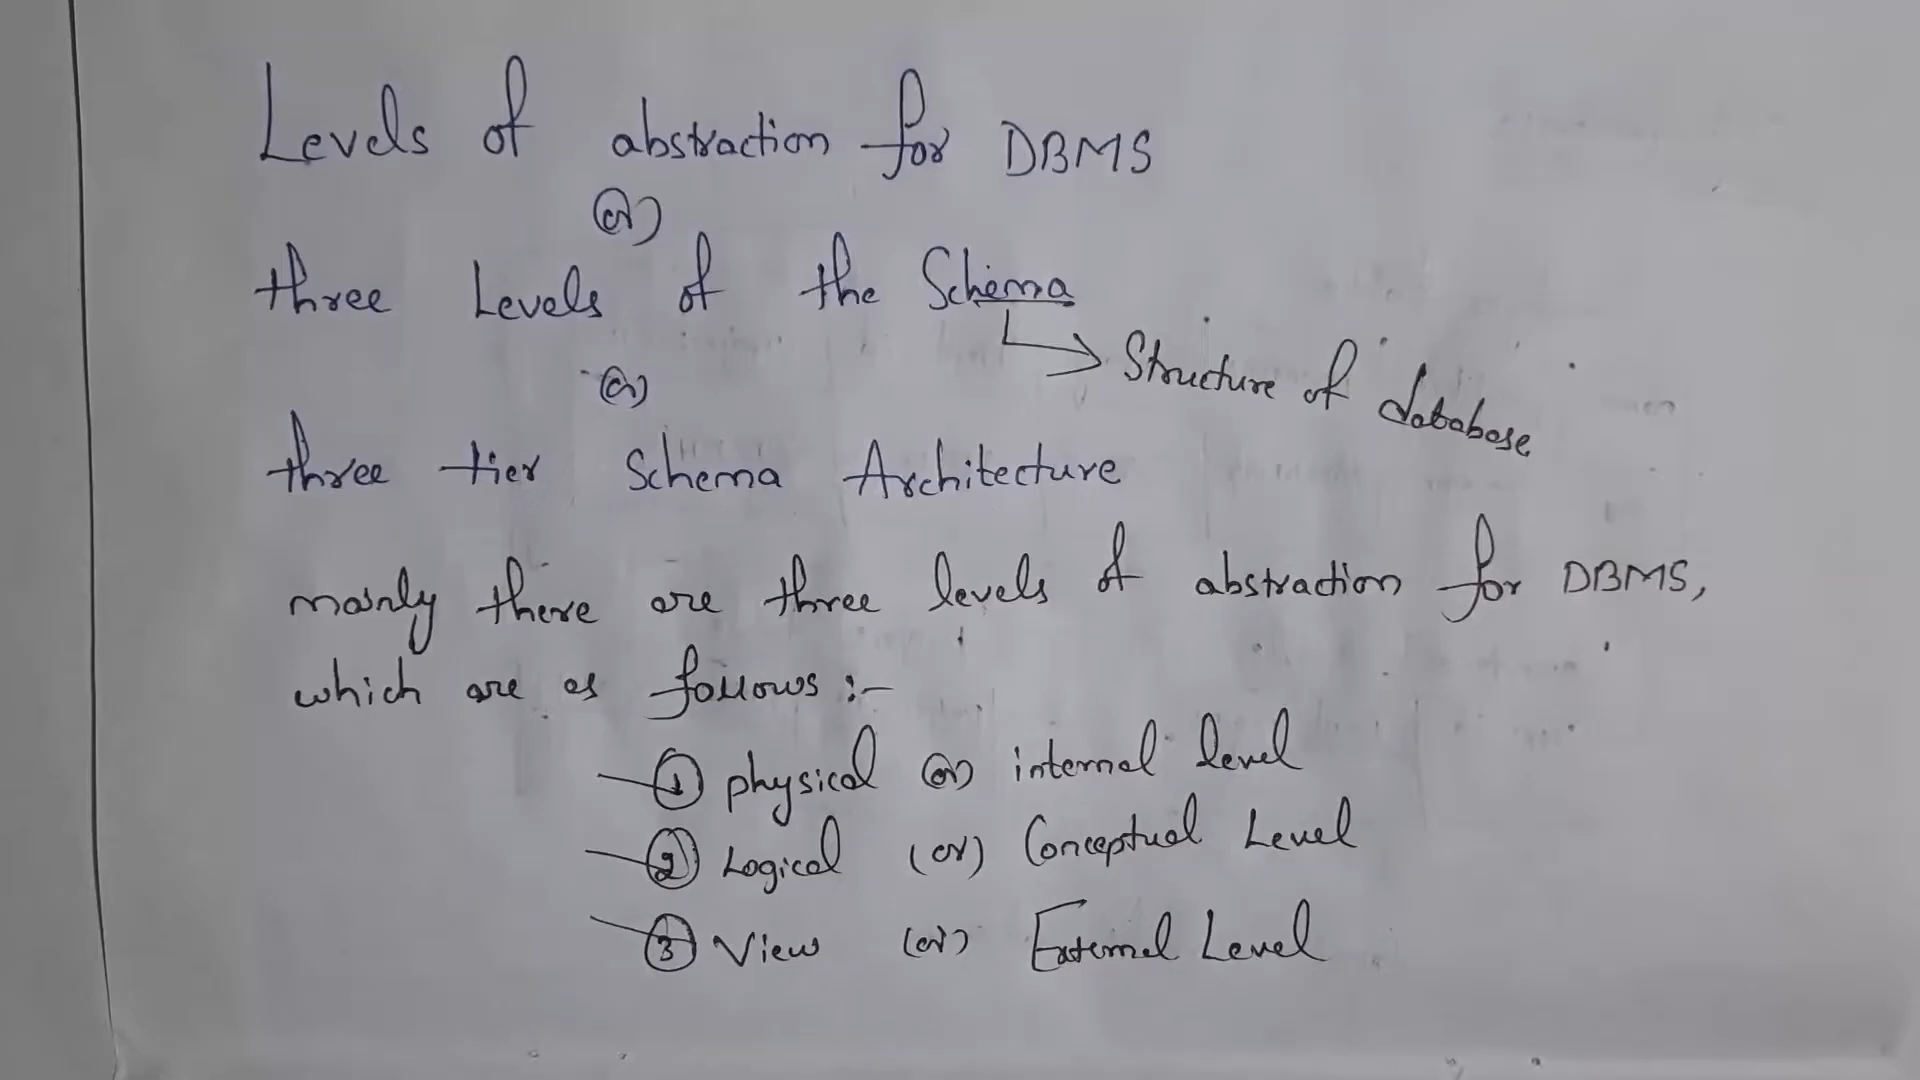 Levels of abstraction for DBMS
(or)
three Levels of the Schema
→ Structure of database
(or)
three tier Schema Architecture
mainly there are three levels of abstraction for DBMS,
which are as follows :-
① physical (or) internal level
② Logical (or) Conceptual Level
③ View (or) External Level